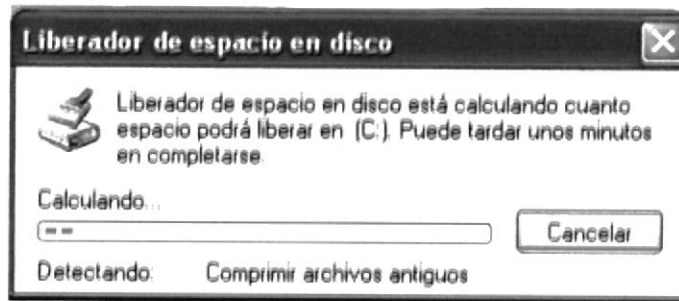 Liberador de espacio en disco
Liberador de espacio en disco está calculando cuanto
espacio podrá liberar en (C:). Puede tardar unos minutos
en completarse.
Calculando...
Cancelar
Detectando: Comprimir archivos antiguos